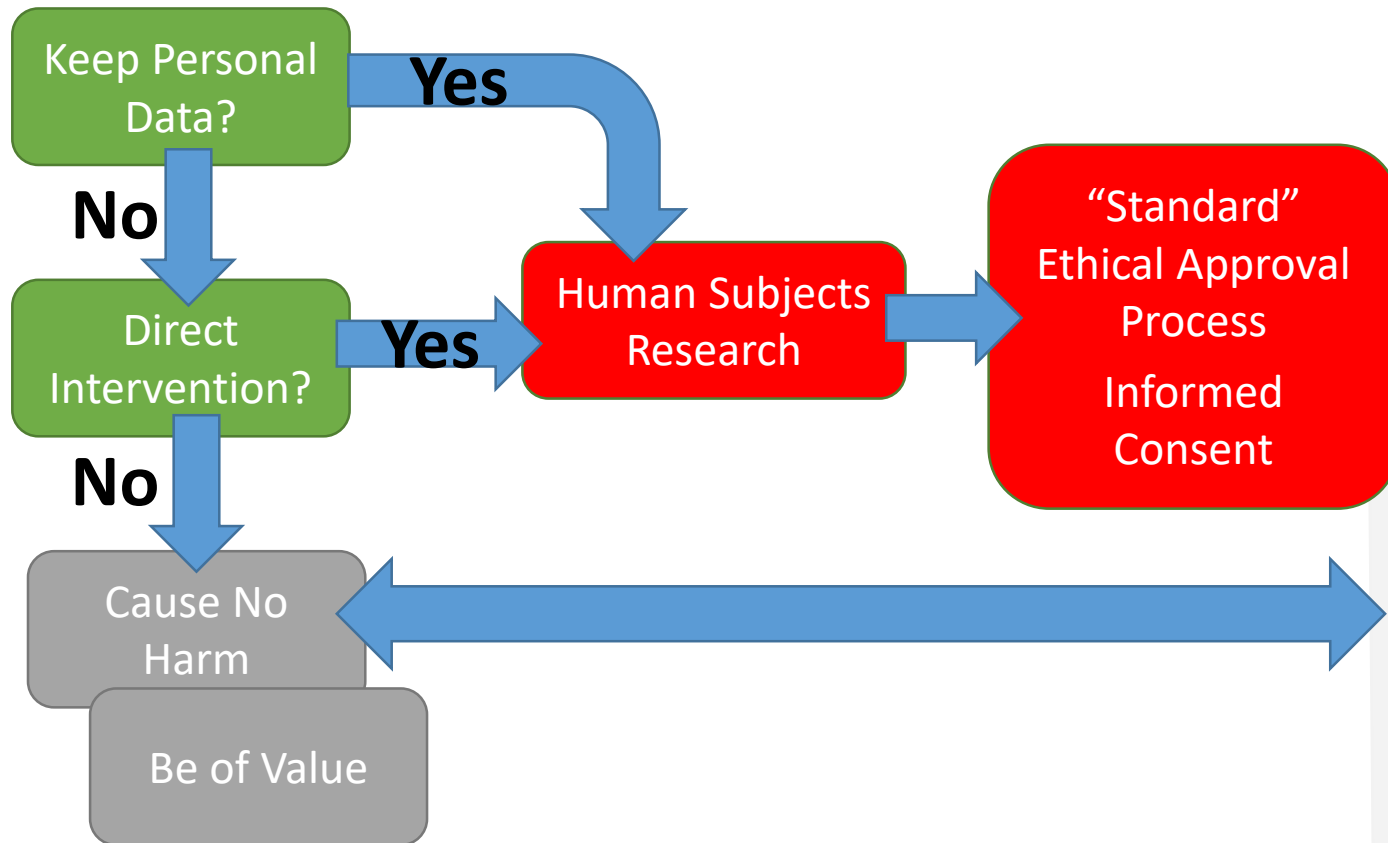 Keep Personal
Data?
Yes
No
Direct
Intervention?
Yes
Human Subjects
Research
“Standard”
Ethical Approval
Process
Informed
Consent
No
Cause No
Harm
Be of Value